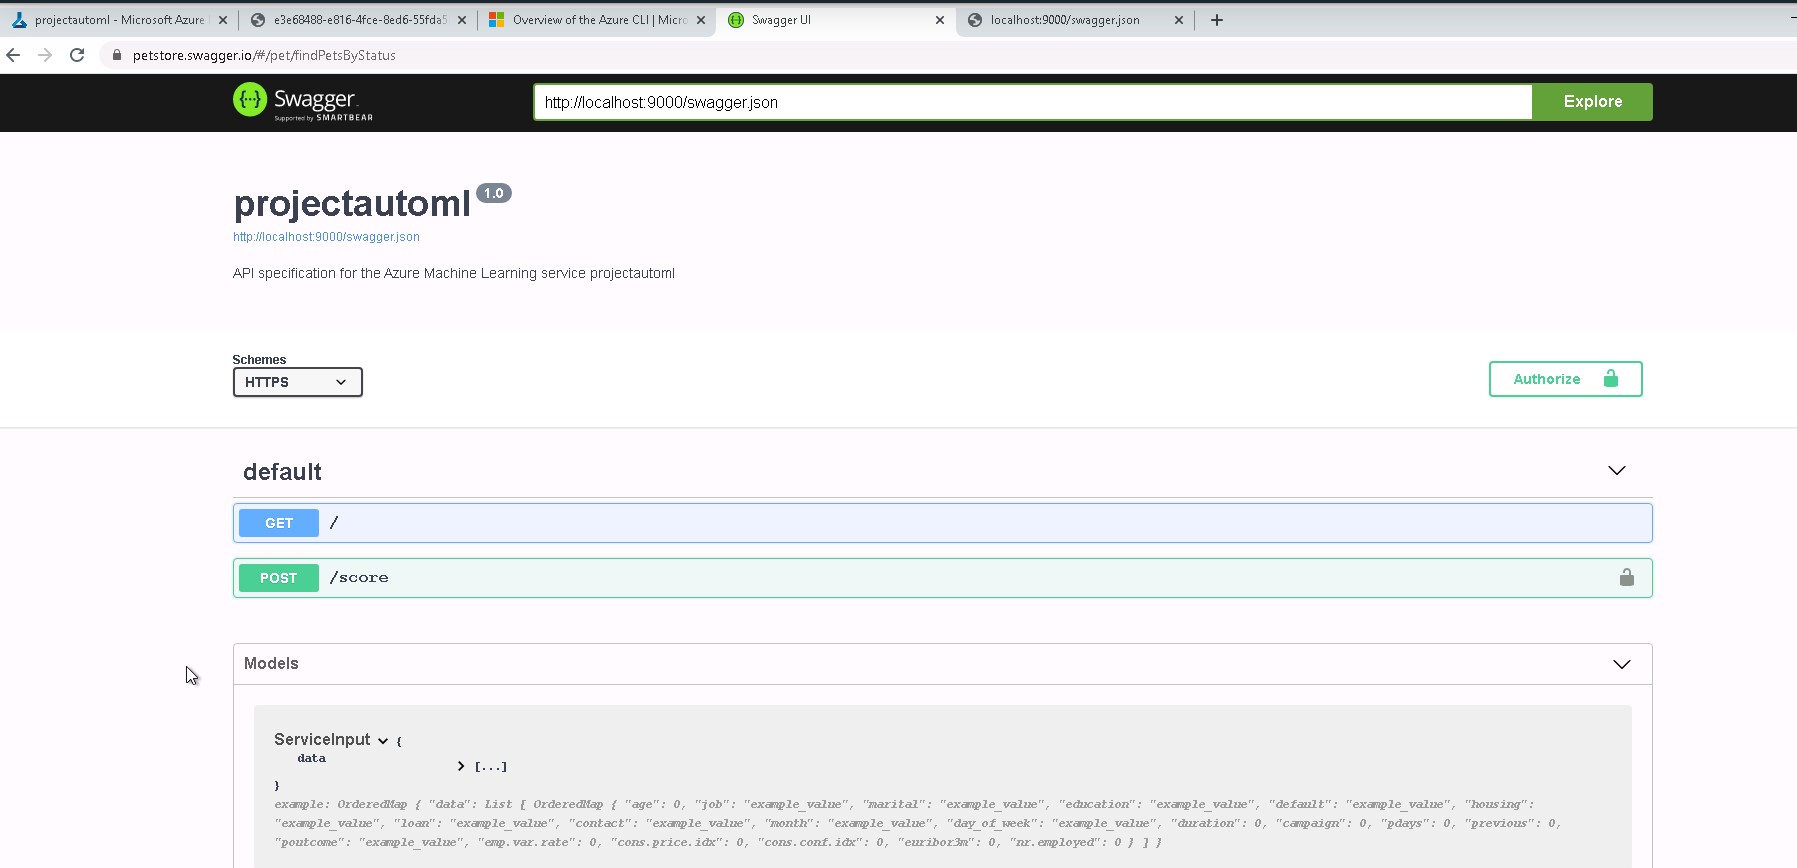 projectautoml - Microsoft Azure
e3e68488-e816-4fce-8ed6-55fda5
Overview of the Azure CLI | Micro
Swagger UI
localhost:9000/swagger.json
petstore.swagger.io/#/pet/findPetsByStatus
{...} Swagger
Supported by SMARTBEAR
http://localhost:9000/swagger.json
Explore
projectautoml 1.0
http://localhost:9000/swagger.json
API specification for the Azure Machine Learning service projectautoml
Schemes
HTTPS
Authorize
default
GET /
POST /score
Models
ServiceInput {
data
[...]
}
example: OrderedMap { "data": List [ OrderedMap { "age": 0, "job": "example_value", "marital": "example_value", "education": "example_value", "default": "example_value", "housing":
"example_value", "loan": "example_value", "contact": "example_value", "month": "example_value", "day_of_week": "example_value", "duration": 0, "campaign": 0, "pdays": 0, "previous": 0,
"poutcome": "example_value", "emp.var.rate": 0, "cons.price.idx": 0, "cons.conf.idx": 0, "euribor3m": 0, "nr.employed": 0 } ] }